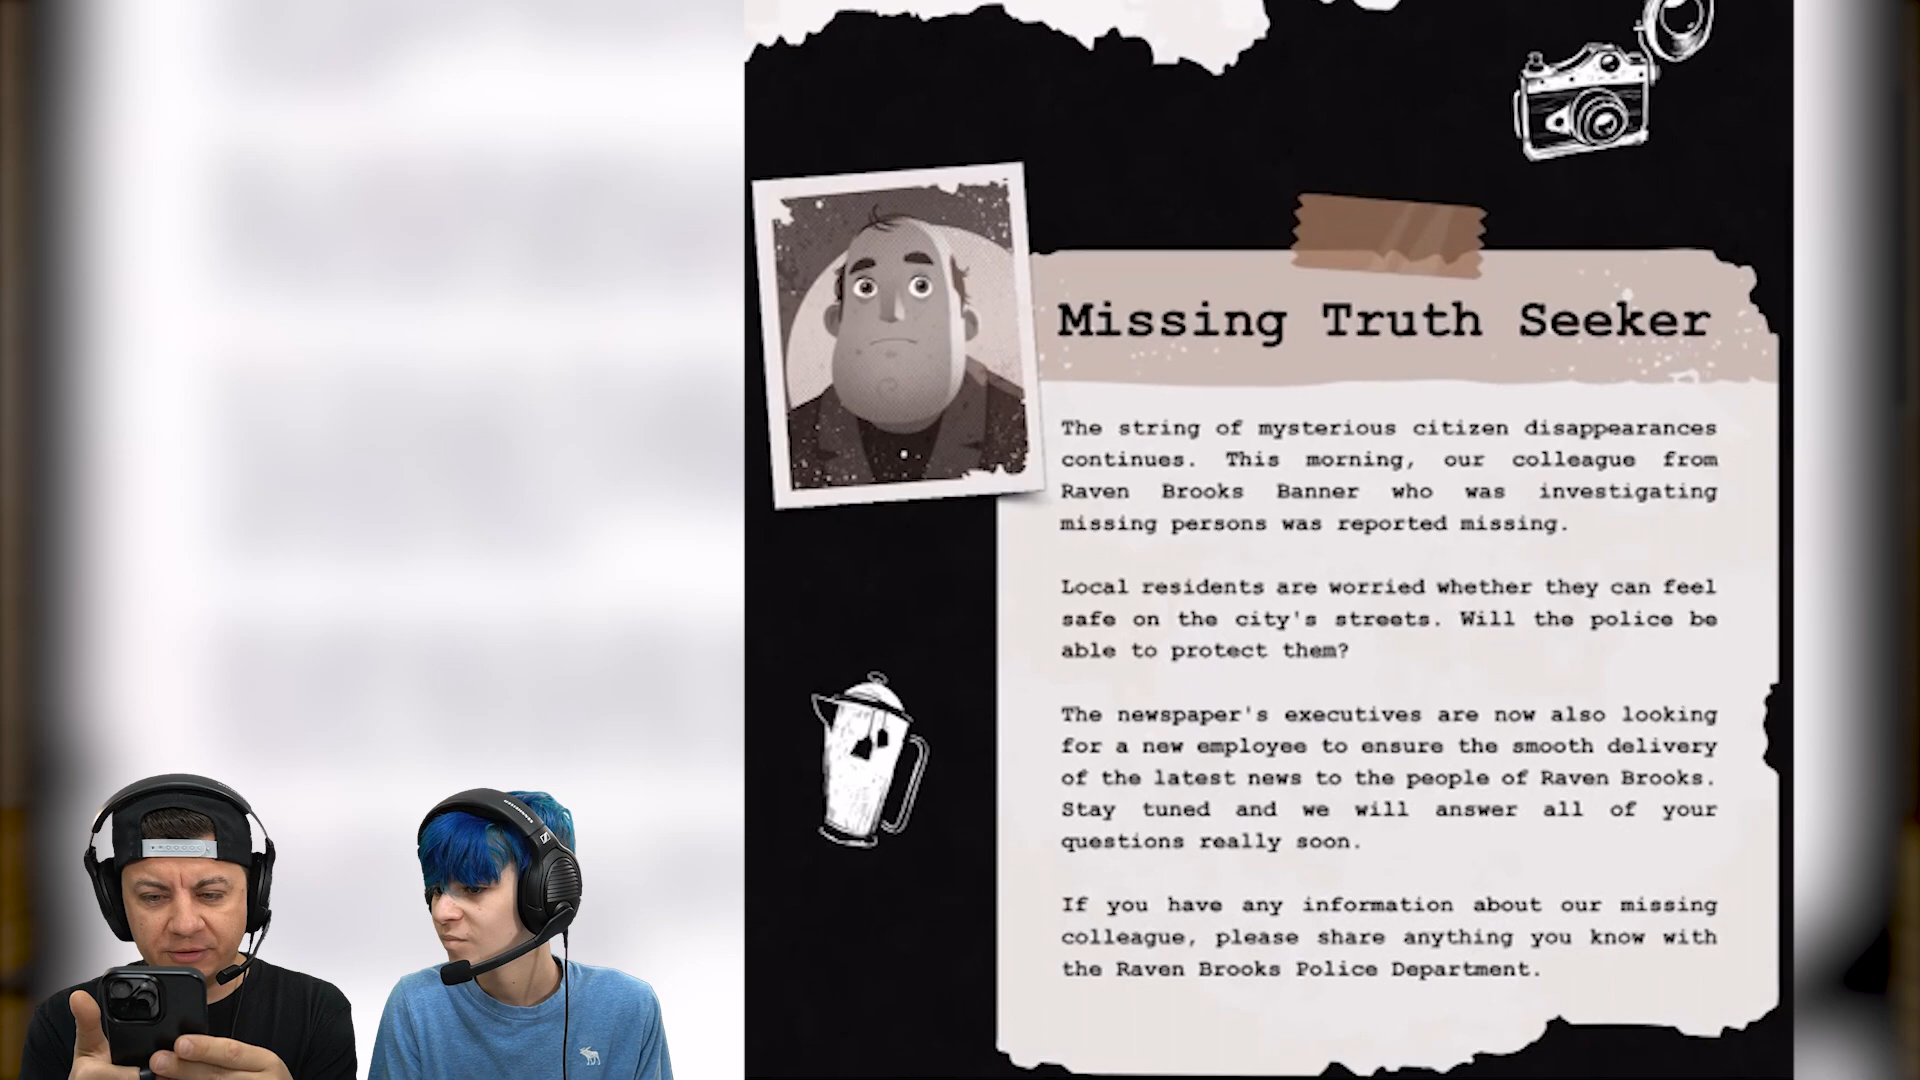 Missing Truth Seeker
The string of mysterious citizen disappearances
continues. This morning, our colleague from
Raven Brooks Banner who was investigating
missing persons was reported missing.
Local residents are worried whether they can feel
safe on the city's streets. Will the police be
able to protect them?
The newspaper's executives are now also looking
for a new employee to ensure the smooth delivery
of the latest news to the people of Raven Brooks.
Stay tuned and we will answer all of your
questions really soon.
If you have any information about our missing
colleague, please share anything you know with
the Raven Brooks Police Department.